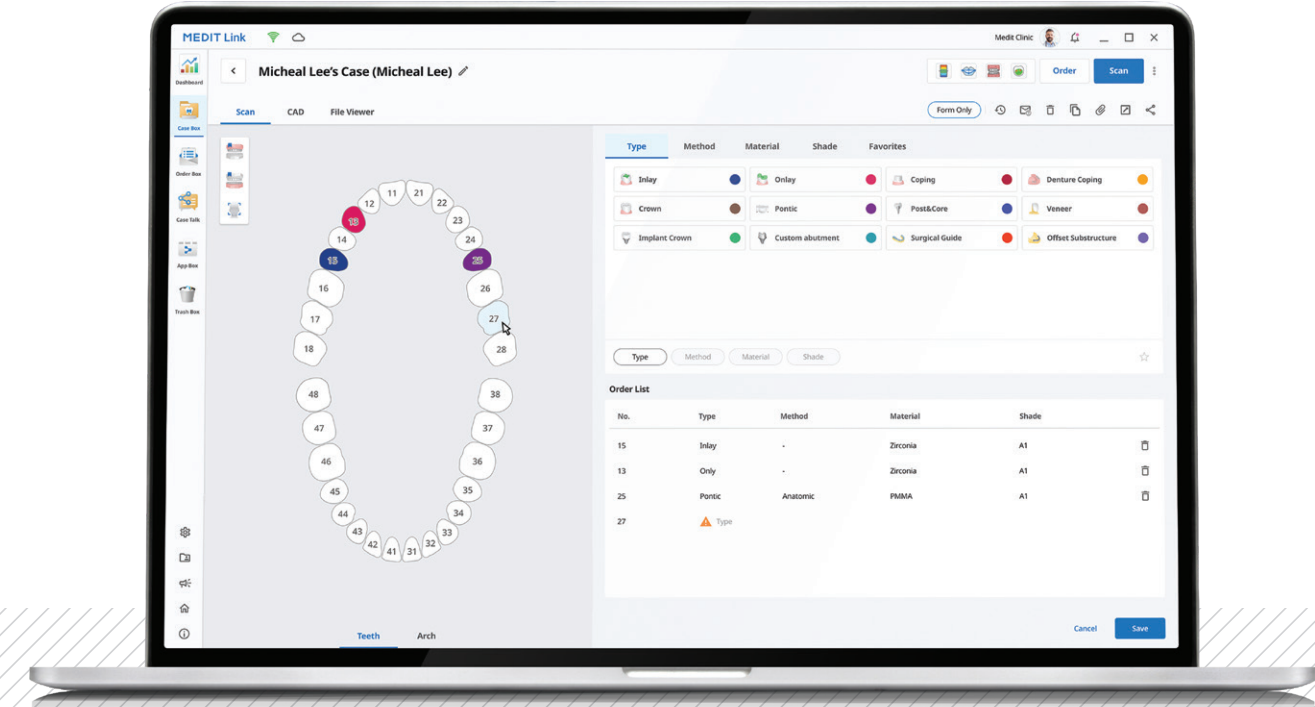 MEDIT Link
Medit Clinic
Dashboard
Micheal Lee's Case (Micheal Lee)
Order
Scan
Case Box
Scan CAD File Viewer
Form Only
Order Box
Case Talk
App Box
Trash Box
Type Method Material Shade Favorites
Inlay Onlay Coping Denture Coping
Crown Pontic Post&Core Veneer
Implant Crown Custom abutment Surgical Guide Offset Substructure
11 21
12 22
13 23
14 24
15 25
16 26
17 27
18 28
48 38
47 37
46 36
45 35
44 34
43 33
42 41 31 32
Teeth Arch
Type Method Material Shade
Order List
No. Type Method Material Shade
15 Inlay - Zirconia A1
13 Only - Zirconia A1
25 Pontic Anatomic PMMA A1
27 Type
Cancel Save